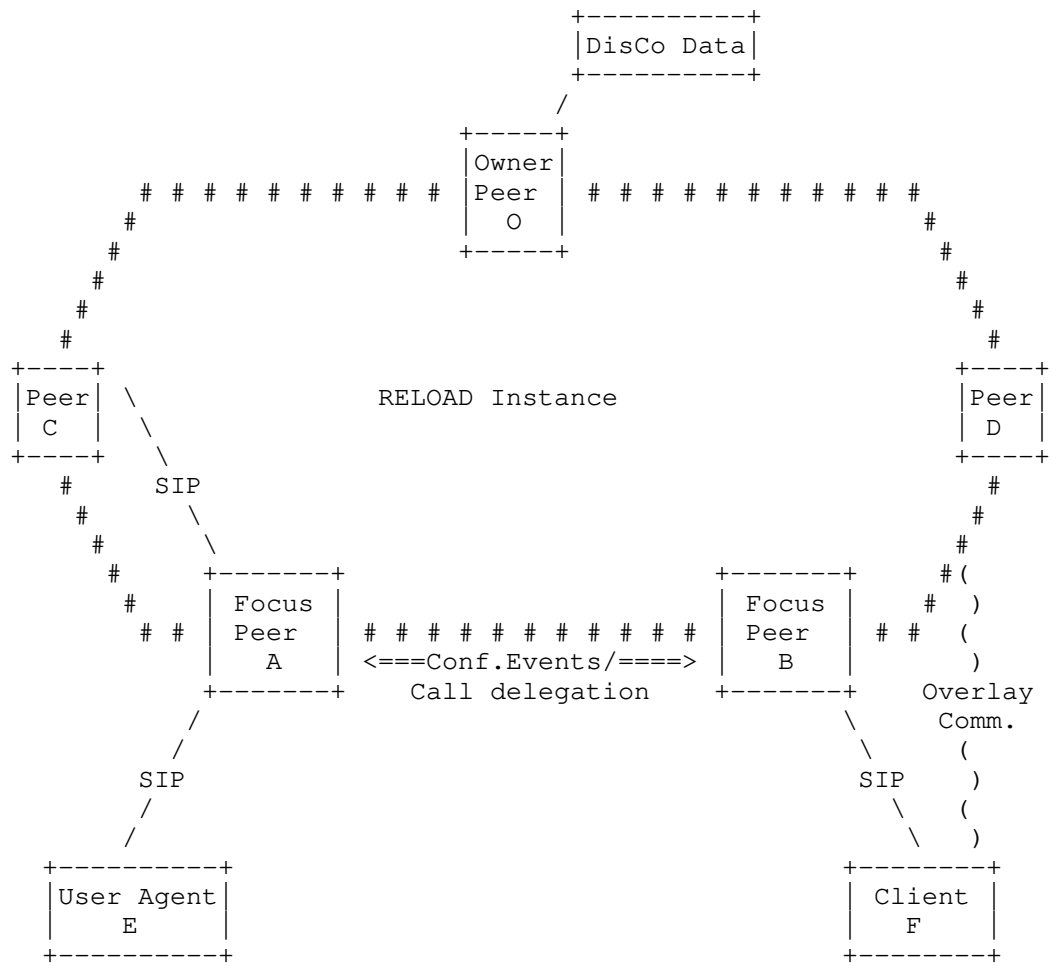 DisCo Data
Owner
Peer
O
Peer
C
RELOAD Instance
Peer
D
SIP
Focus
Peer
A
Focus
Peer
B
<===Conf.Events/====>
Call delegation
Overlay
Comm.
SIP
SIP
User Agent
E
Client
F